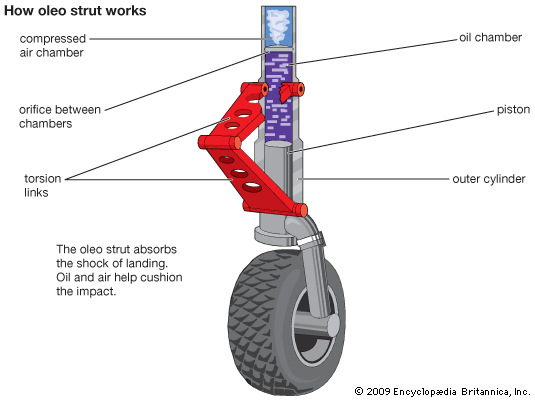 How oleo strut works
compressed
air chamber
oil chamber
orifice between
chambers
piston
torsion
links
outer cylinder
The oleo strut absorbs
the shock of landing.
Oil and air help cushion
the impact.
© 2009 Encyclopædia Britannica, Inc.